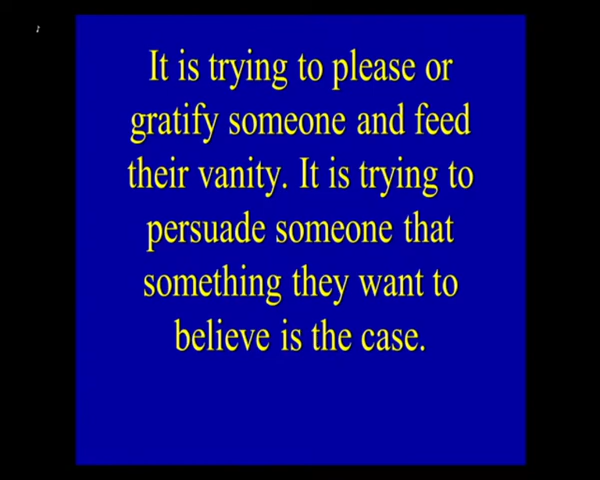 It is trying to please or
gratify someone and feed
their vanity. It is trying to
persuade someone that
something they want to
believe is the case.